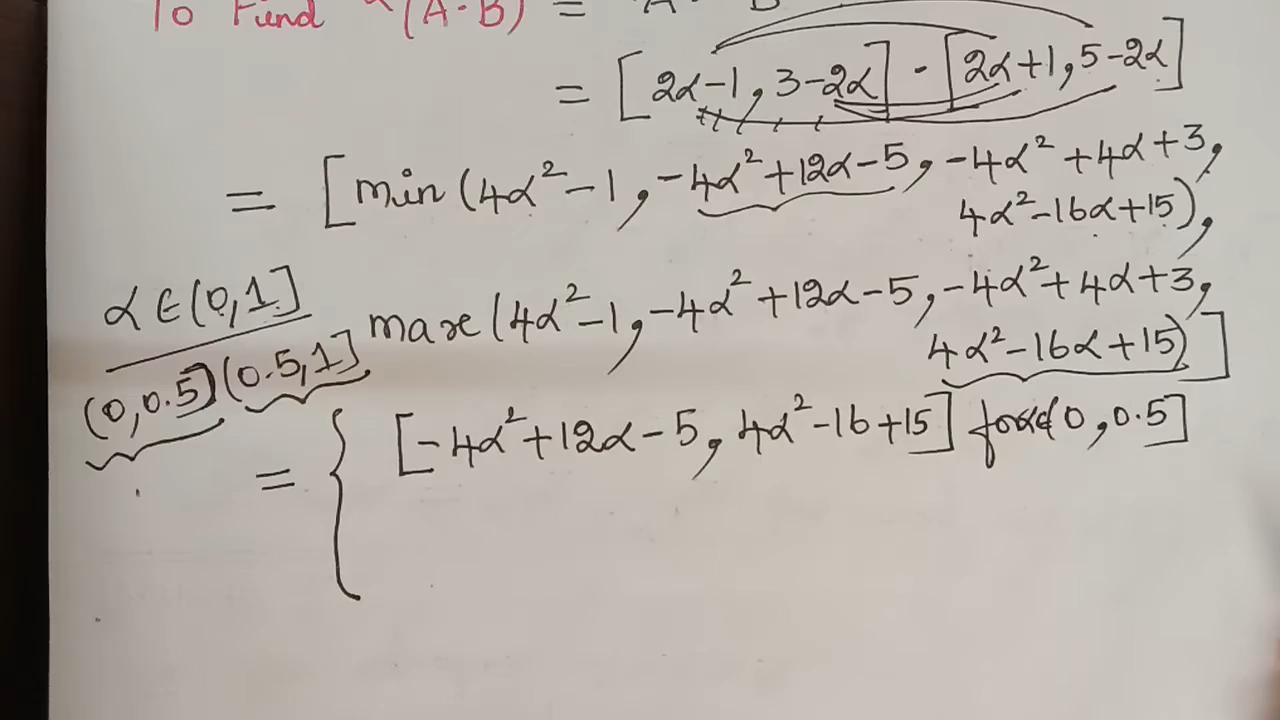 To Find α(A·B) = A · B
= [2α-1, 3-2α] · [2α+1, 5-2α]
= [min (4α²-1, -4α²+12α-5, -4α²+4α+3,
4α²-16α+15),
α ∈ (0,1]
max (4α²-1, -4α²+12α-5, -4α²+4α+3,
4α²-16α+15)]
(0,0.5] (0.5,1]
= { [-4α²+12α-5, 4α²-16+15] for α∈(0, 0.5]